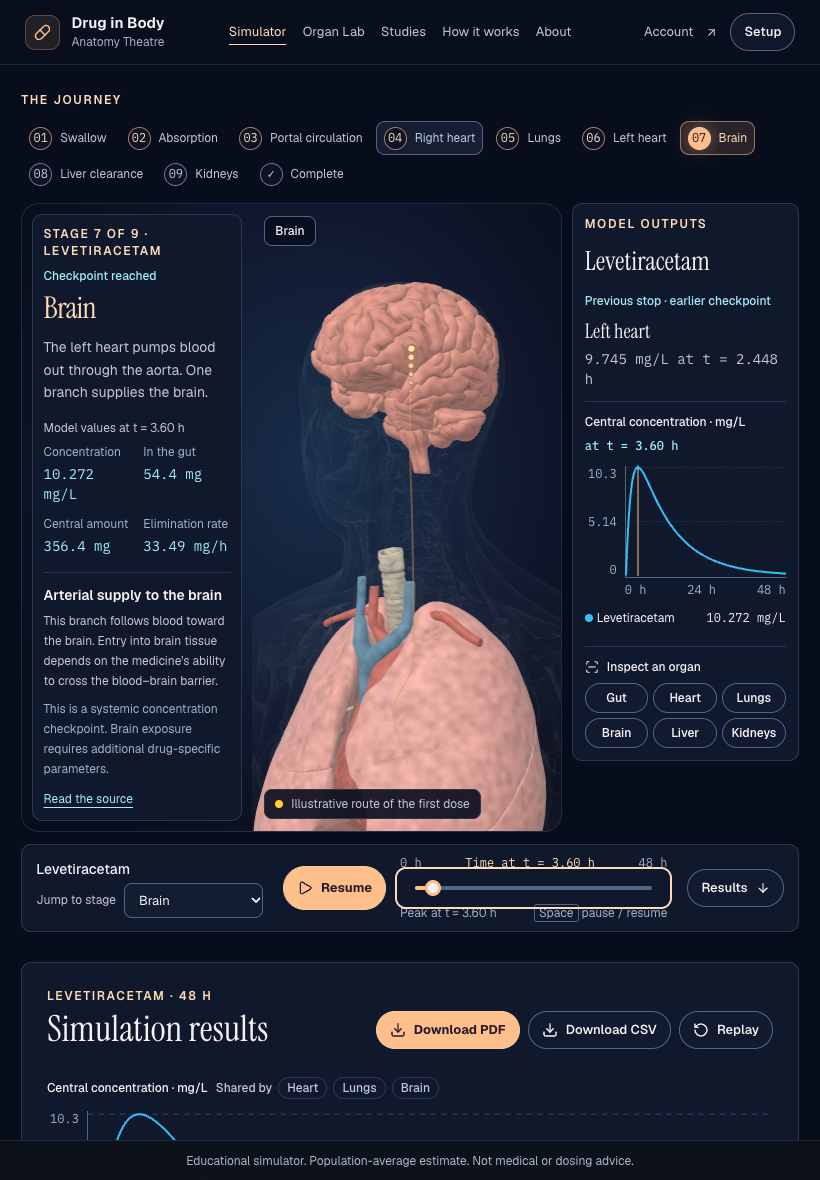 Drug in Body
Anatomy Theatre
Simulator
Organ Lab
Studies
How it works
About
Account
Setup
THE JOURNEY
01 Swallow
02 Absorption
03 Portal circulation
04 Right heart
05 Lungs
06 Left heart
07 Brain
08 Liver clearance
09 Kidneys
✓ Complete
STAGE 7 OF 9 ·
LEVETIRACETAM
Checkpoint reached
Brain
The left heart pumps blood
out through the aorta. One
branch supplies the brain.
Model values at t = 3.60 h
Concentration
10.272
mg/L
In the gut
54.4 mg
Central amount
356.4 mg
Elimination rate
33.49 mg/h
Arterial supply to the brain
This branch follows blood toward
the brain. Entry into brain tissue
depends on the medicine's ability
to cross the blood–brain barrier.
This is a systemic concentration
checkpoint. Brain exposure
requires additional drug-specific
parameters.
Read the source
Brain
Illustrative route of the first dose
MODEL OUTPUTS
Levetiracetam
Previous stop · earlier checkpoint
Left heart
9.745 mg/L at t = 2.448
h
Central concentration · mg/L
at t = 3.60 h
10.3
5.14
0
0 h 24 h 48 h
Levetiracetam 10.272 mg/L
Inspect an organ
Gut Heart Lungs
Brain Liver Kidneys
Levetiracetam
Jump to stage Brain
Resume
0 h Time at t = 3.60 h 48 h
Peak at t = 3.60 h Space pause / resume
Results
LEVETIRACETAM · 48 H
Simulation results
Download PDF
Download CSV
Replay
Central concentration · mg/L Shared by Heart Lungs Brain
10.3
Educational simulator. Population-average estimate. Not medical or dosing advice.